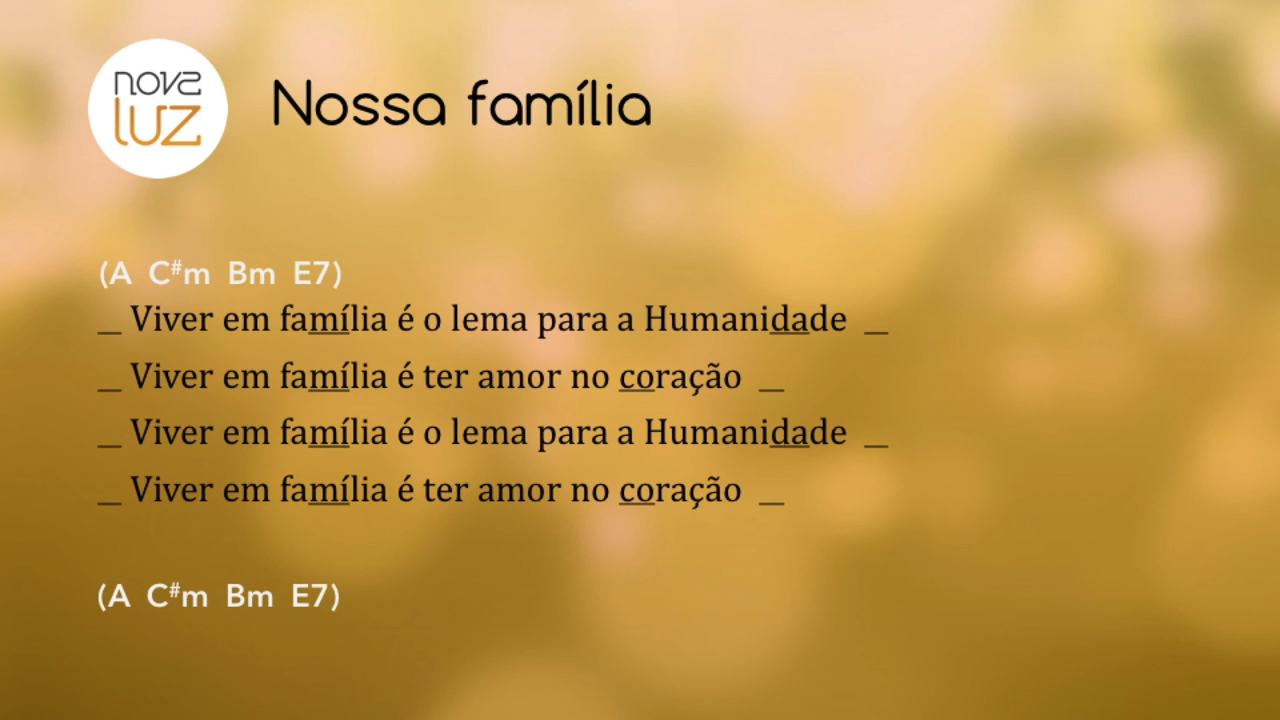 nova
luz
Nossa família
(A C#m Bm E7)
_ Viver em família é o lema para a Humanidade _
_ Viver em família é ter amor no coração _
_ Viver em família é o lema para a Humanidade _
_ Viver em família é ter amor no coração _
(A C#m Bm E7)